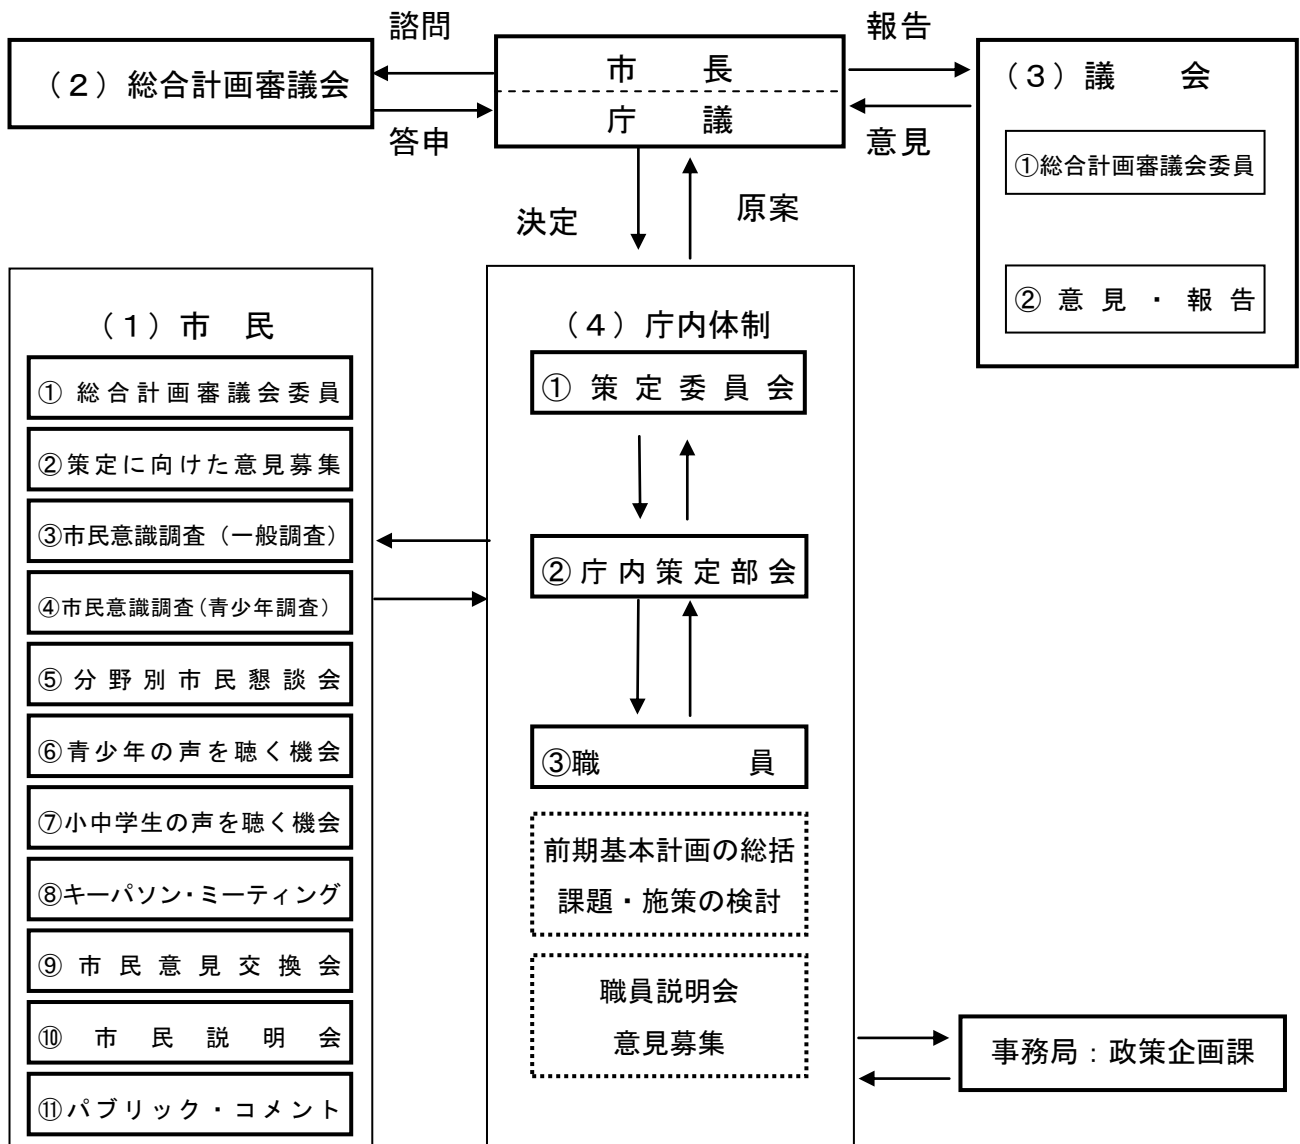 諮問
報告
（２）総合計画審議会
市　長
庁　議
（３）議　会
答申
意見
①総合計画審議会委員
決定
原案
②意見・報告
（１）市　民
①総合計画審議会委員
②策定に向けた意見募集
③市民意識調査（一般調査）
④市民意識調査（青少年調査）
⑤分野別市民懇談会
⑥青少年の声を聴く機会
⑦小中学生の声を聴く機会
⑧キーパソン・ミーティング
⑨市民意見交換会
⑩市民説明会
⑪パブリック・コメント
（４）庁内体制
①策定委員会
②庁内策定部会
③職　員
前期基本計画の総括
課題・施策の検討
職員説明会
意見募集
事務局：政策企画課